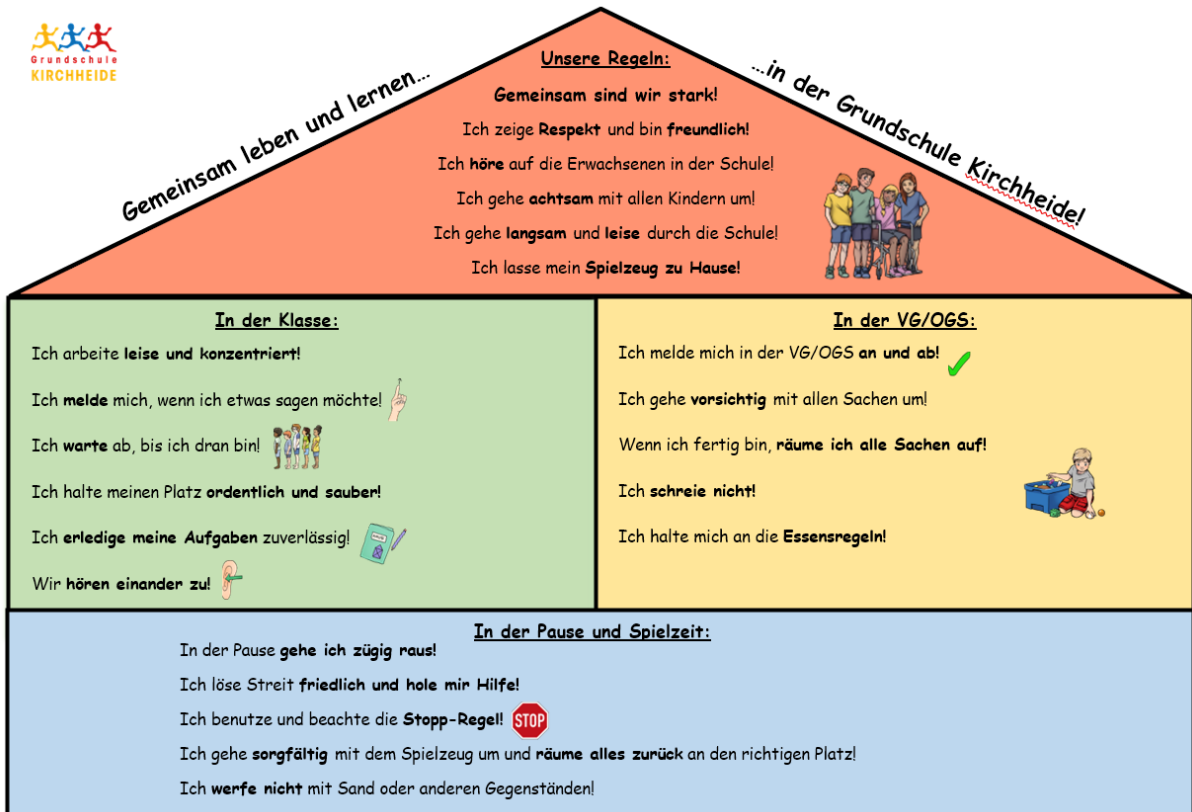 Grundschule
KIRCHHEIDE
Gemeinsam leben und lernen...
...in der Grundschule Kirchheide!
Unsere Regeln:
Gemeinsam sind wir stark!
Ich zeige Respekt und bin freundlich!
Ich höre auf die Erwachsenen in der Schule!
Ich gehe achtsam mit allen Kindern um!
Ich gehe langsam und leise durch die Schule!
Ich lasse mein Spielzeug zu Hause!
In der Klasse:
Ich arbeite leise und konzentriert!
Ich melde mich, wenn ich etwas sagen möchte!
Ich warte ab, bis ich dran bin!
Ich halte meinen Platz ordentlich und sauber!
Ich erledige meine Aufgaben zuverlässig!
Wir hören einander zu!
In der VG/OGS:
Ich melde mich in der VG/OGS an und ab!
Ich gehe vorsichtig mit allen Sachen um!
Wenn ich fertig bin, räume ich alle Sachen auf!
Ich schreie nicht!
Ich halte mich an die Essensregeln!
In der Pause und Spielzeit:
In der Pause gehe ich zügig raus!
Ich löse Streit friedlich und hole mir Hilfe!
Ich benutze und beachte die Stopp-Regel! STOP
Ich gehe sorgfältig mit dem Spielzeug um und räume alles zurück an den richtigen Platz!
Ich werfe nicht mit Sand oder anderen Gegenständen!